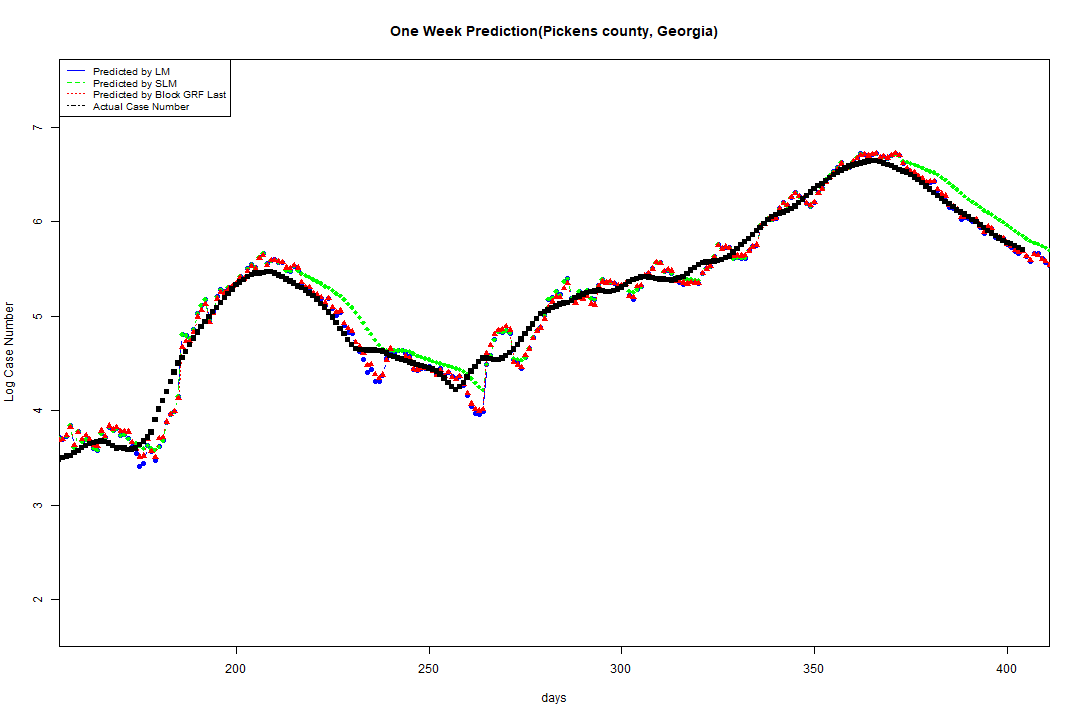 One Week Prediction(Pickens county, Georgia)
Predicted by LM
Predicted by SLM
Predicted by Block GRF Last
Actual Case Number
7
6
5
4
3
2
Log Case Number
200 250 300 350 400
days